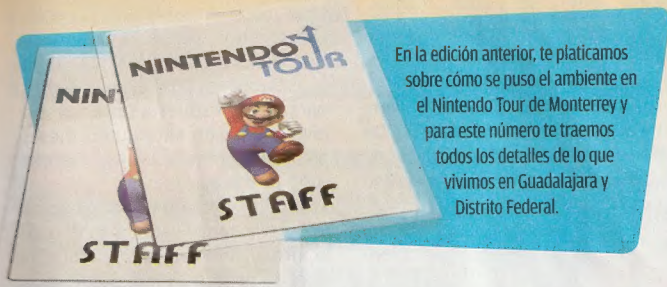 NINTENDO
TOUR
STAFF
NIN
STAFF
En la edición anterior, te platicamos
sobre cómo se puso el ambiente en
el Nintendo Tour de Monterrey y
para este número te traemos
todos los detalles de lo que
vivimos en Guadalajara y
Distrito Federal.